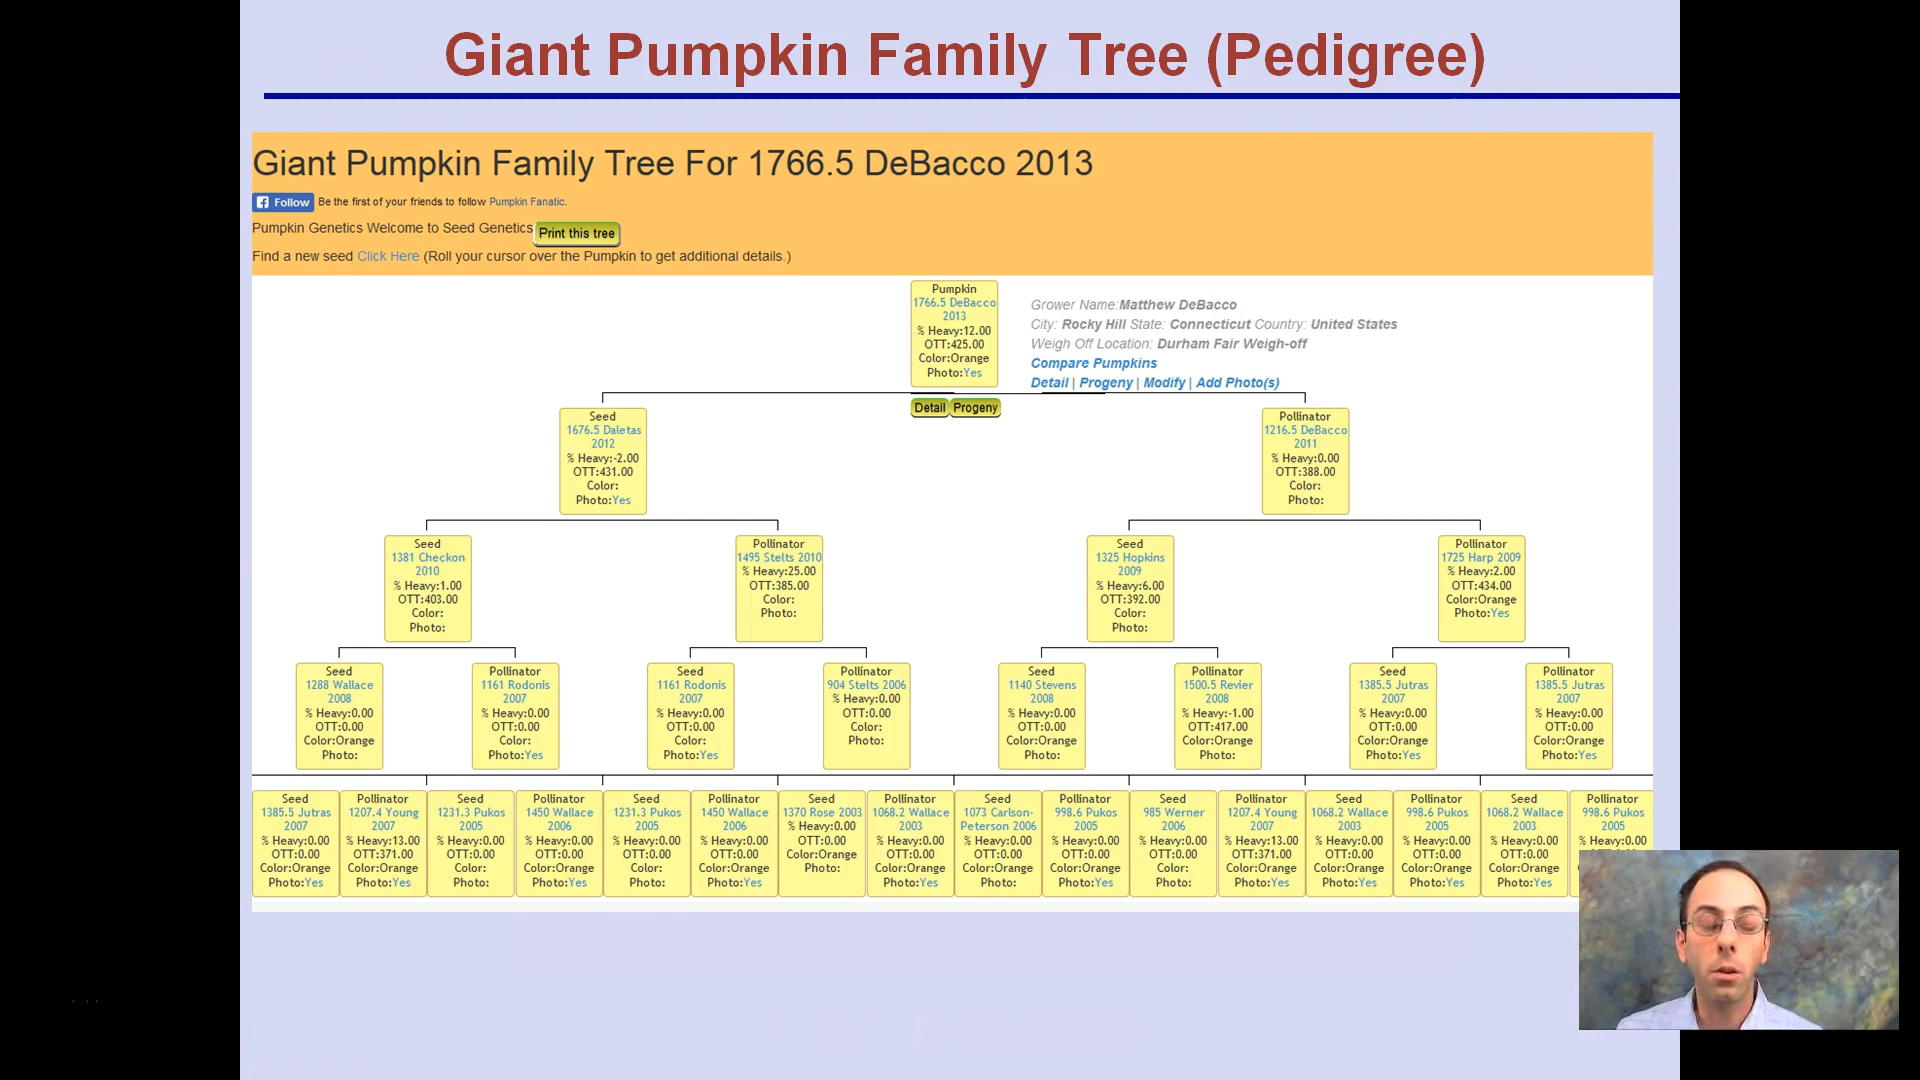 Giant Pumpkin Family Tree (Pedigree)
Giant Pumpkin Family Tree For 1766.5 DeBacco 2013
Follow Be the first of your friends to follow Pumpkin Fanatic.
Pumpkin Genetics Welcome to Seed Genetics Print this tree
Find a new seed Click Here (Roll your cursor over the Pumpkin to get additional details.)
Pumpkin
1766.5 DeBacco
2013
% Heavy:12.00
OTT:425.00
Color:Orange
Photo:Yes
Grower Name:Matthew DeBacco
City: Rocky Hill State: Connecticut Country: United States
Weigh Off Location: Durham Fair Weigh-off
Compare Pumpkins
Detail | Progeny | Modify | Add Photo(s)
Detail Progeny
Seed
1676.5 Daletas
2012
% Heavy:-2.00
OTT:431.00
Color:
Photo:Yes
Pollinator
1216.5 DeBacco
2011
% Heavy:0.00
OTT:388.00
Color:
Photo:
Seed
1381 Checkon
2010
% Heavy:1.00
OTT:403.00
Color:
Photo:
Pollinator
1495 Stelts 2010
% Heavy:25.00
OTT:385.00
Color:
Photo:
Seed
1325 Hopkins
2009
% Heavy:6.00
OTT:392.00
Color:
Photo:
Pollinator
1725 Harp 2009
% Heavy:2.00
OTT:434.00
Color:Orange
Photo:Yes
Seed
1288 Wallace
2008
% Heavy:0.00
OTT:0.00
Color:Orange
Photo:
Pollinator
1161 Rodonis
2007
% Heavy:0.00
OTT:0.00
Color:
Photo:Yes
Seed
1161 Rodonis
2007
% Heavy:0.00
OTT:0.00
Color:
Photo:Yes
Pollinator
904 Stelts 2006
% Heavy:0.00
OTT:0.00
Color:
Photo:
Seed
1140 Stevens
2008
% Heavy:0.00
OTT:0.00
Color:Orange
Photo:
Pollinator
1500.5 Revier
2008
% Heavy:-1.00
OTT:417.00
Color:Orange
Photo:Yes
Seed
1385.5 Jutras
2007
% Heavy:0.00
OTT:0.00
Color:Orange
Photo:Yes
Pollinator
1385.5 Jutras
2007
% Heavy:0.00
OTT:0.00
Color:Orange
Photo:Yes
Seed
1385.5 Jutras
2007
% Heavy:0.00
OTT:0.00
Color:Orange
Photo:Yes
Pollinator
1207.4 Young
2007
% Heavy:13.00
OTT:371.00
Color:Orange
Photo:Yes
Seed
1231.3 Pukos
2005
% Heavy:0.00
OTT:0.00
Color:
Photo:
Pollinator
1450 Wallace
2006
% Heavy:0.00
OTT:0.00
Color:Orange
Photo:Yes
Seed
1231.3 Pukos
2005
% Heavy:0.00
OTT:0.00
Color:
Photo:
Pollinator
1450 Wallace
2006
% Heavy:0.00
OTT:0.00
Color:Orange
Photo:Yes
Seed
1370 Rose 2003
% Heavy:0.00
OTT:0.00
Color:Orange
Photo:
Pollinator
1068.2 Wallace
2003
% Heavy:0.00
OTT:0.00
Color:Orange
Photo:Yes
Seed
1073 Carlson-
Peterson 2006
% Heavy:0.00
OTT:0.00
Color:Orange
Photo:
Pollinator
998.6 Pukos
2005
% Heavy:0.00
OTT:0.00
Color:Orange
Photo:Yes
Seed
985 Werner
2006
% Heavy:0.00
OTT:0.00
Color:
Photo:
Pollinator
1207.4 Young
2007
% Heavy:13.00
OTT:371.00
Color:Orange
Photo:Yes
Seed
1068.2 Wallace
2003
% Heavy:0.00
OTT:0.00
Color:Orange
Photo:Yes
Pollinator
998.6 Pukos
2005
% Heavy:0.00
OTT:0.00
Color:Orange
Photo:Yes
Seed
1068.2 Wallace
2003
% Heavy:0.00
OTT:0.00
Color:Orange
Photo:Yes
Pollinator
998.6 Pukos
2005
% Heavy:0.00